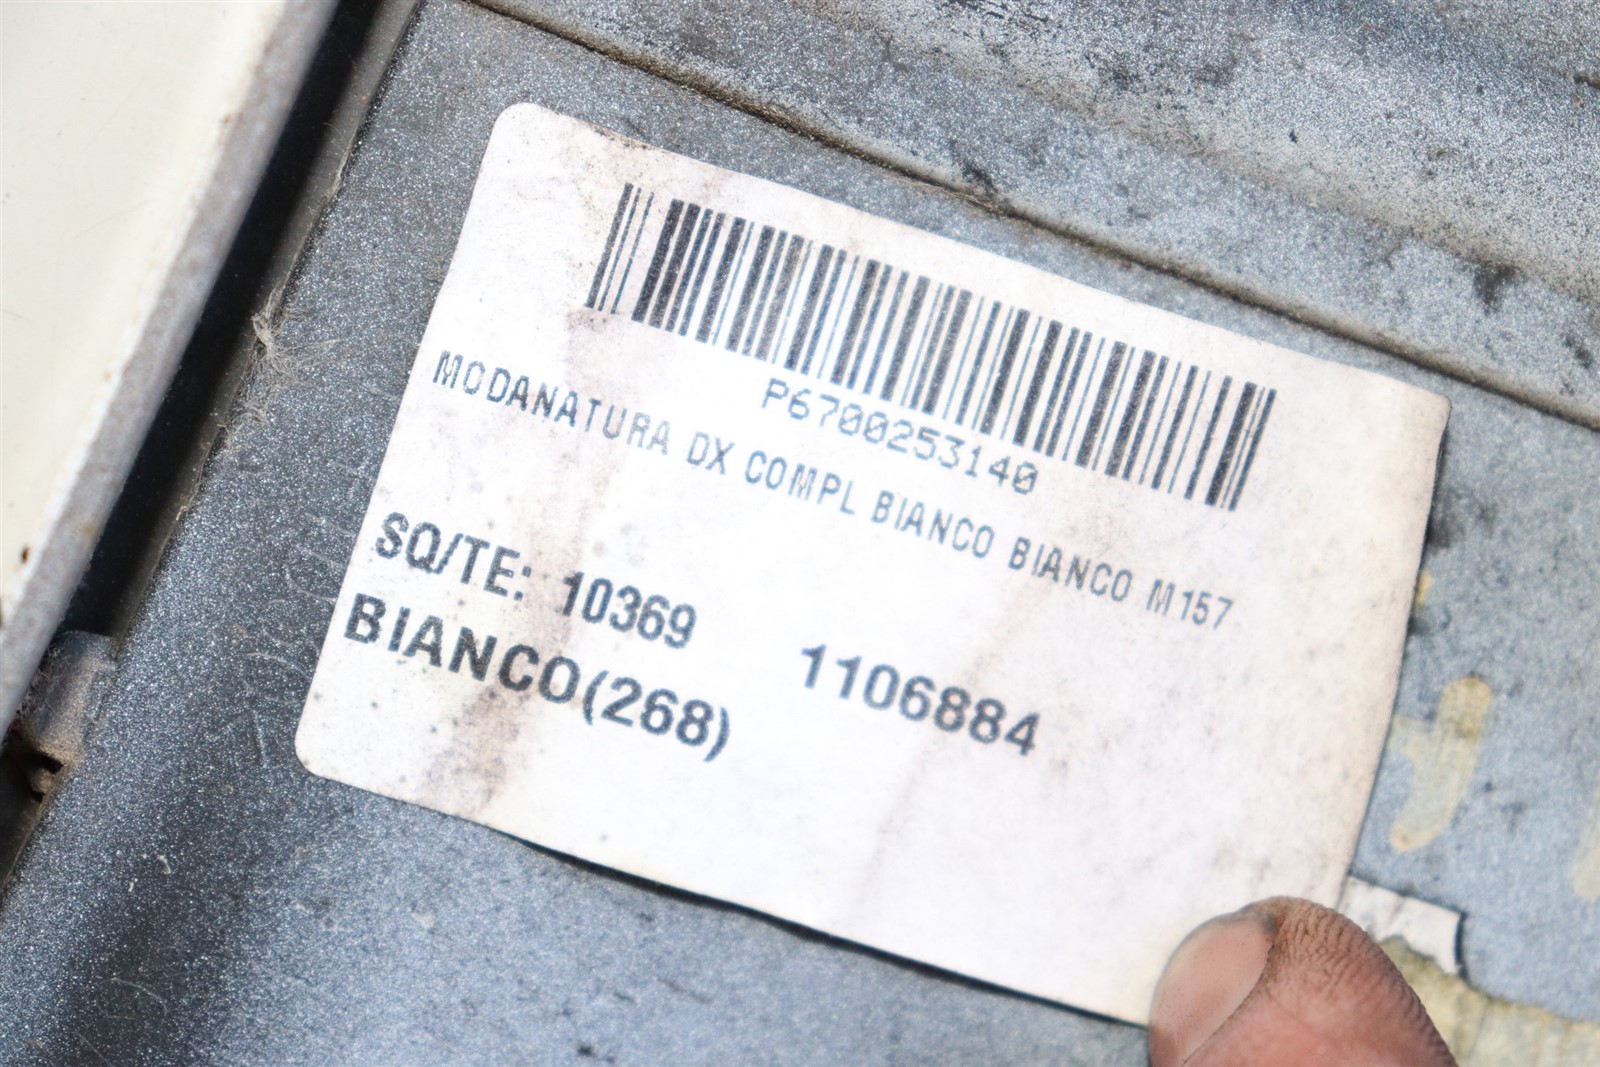 P6700253140
MODANATURA DX COMPL BIANCO BIANCO M157
SQ/TE: 10369 1106884
BIANCO(268)